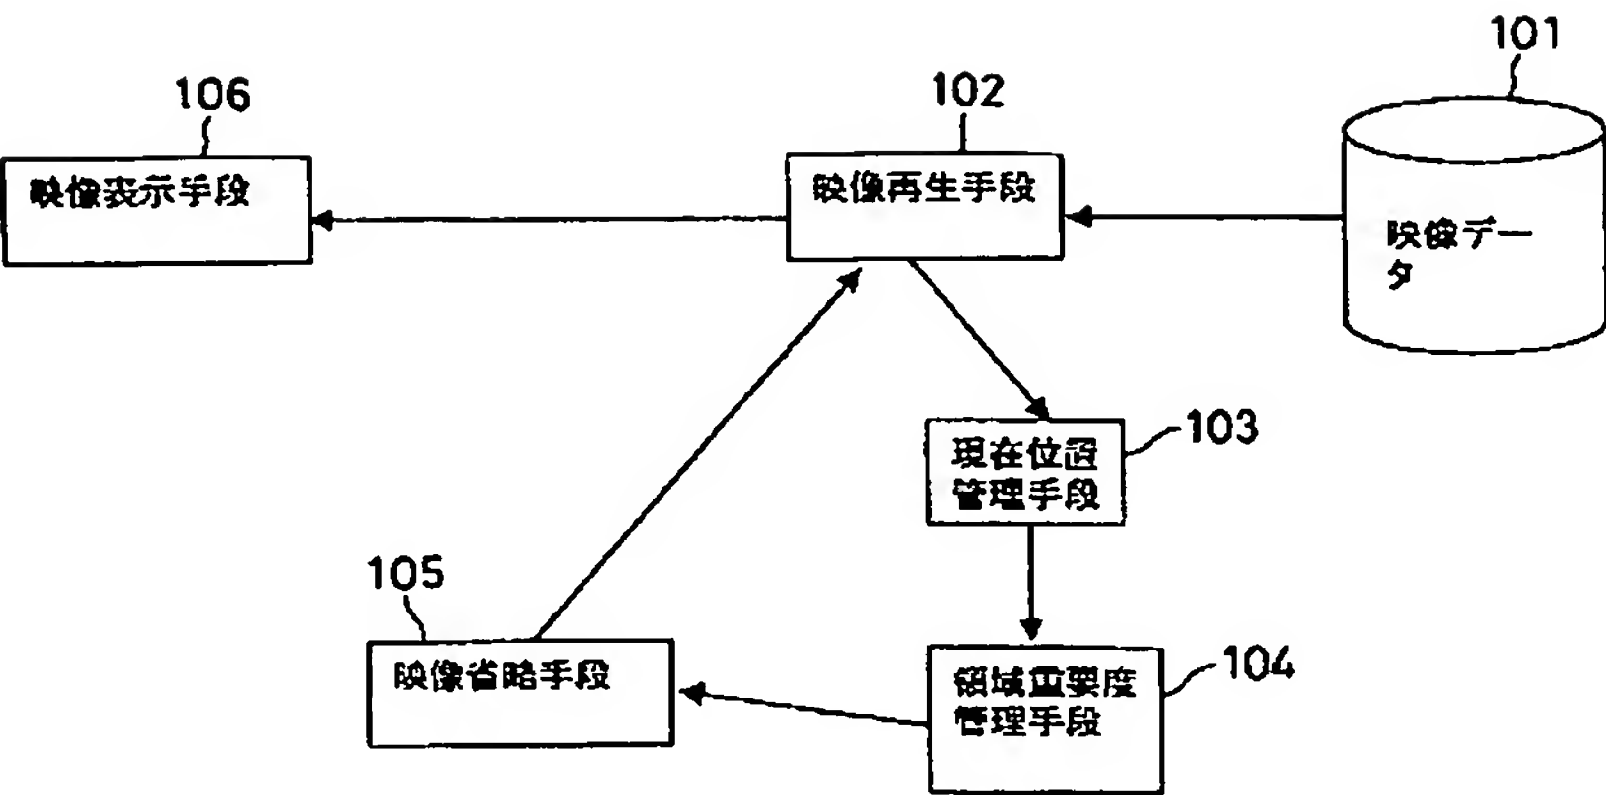 101
106
102
映像表示手段
映像再生手段
映像デー
タ
103
現在位置
管理手段
105
映像省略手段
104
領域重要度
管理手段